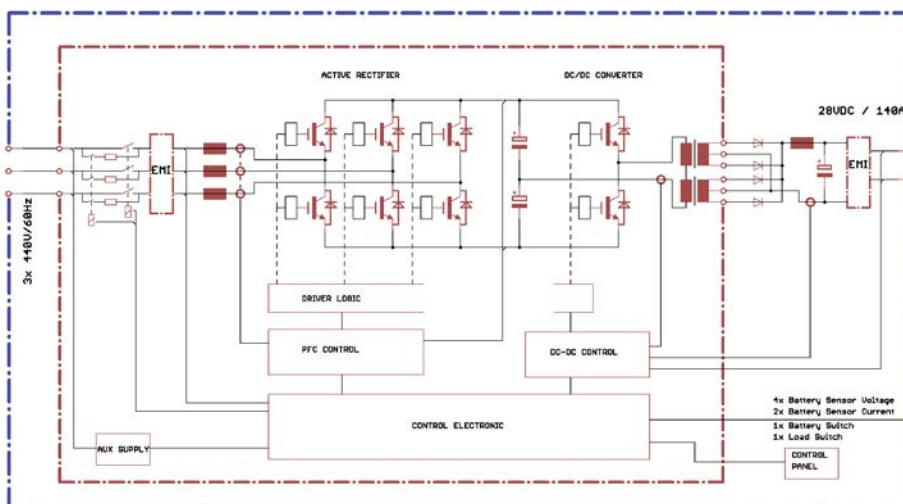 ACTIVE RECTIFIER
DC/DC CONVERTER
28VDC / 140A
EMI
EMI
3x 440V/60Hz
DRIVER LOGIC
PFC CONTROL
DC-DC CONTROL
4x Battery Sensor Voltage
2x Battery Sensor Current
1x Battery Switch
1x Load Switch
CONTROL ELECTRONIC
AUX SUPPLY
CONTROL
PANEL